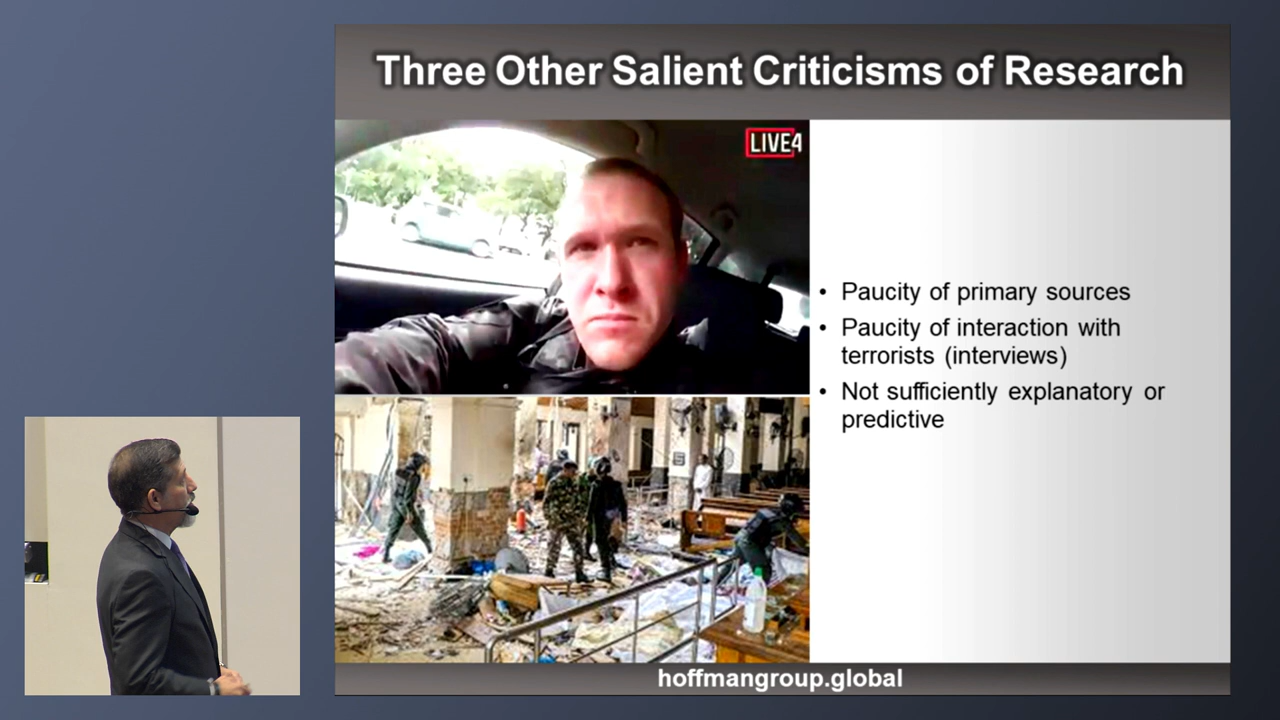 Three Other Salient Criticisms of Research
LIVE4
• Paucity of primary sources
• Paucity of interaction with
terrorists (interviews)
• Not sufficiently explanatory or
predictive
hoffmangroup.global